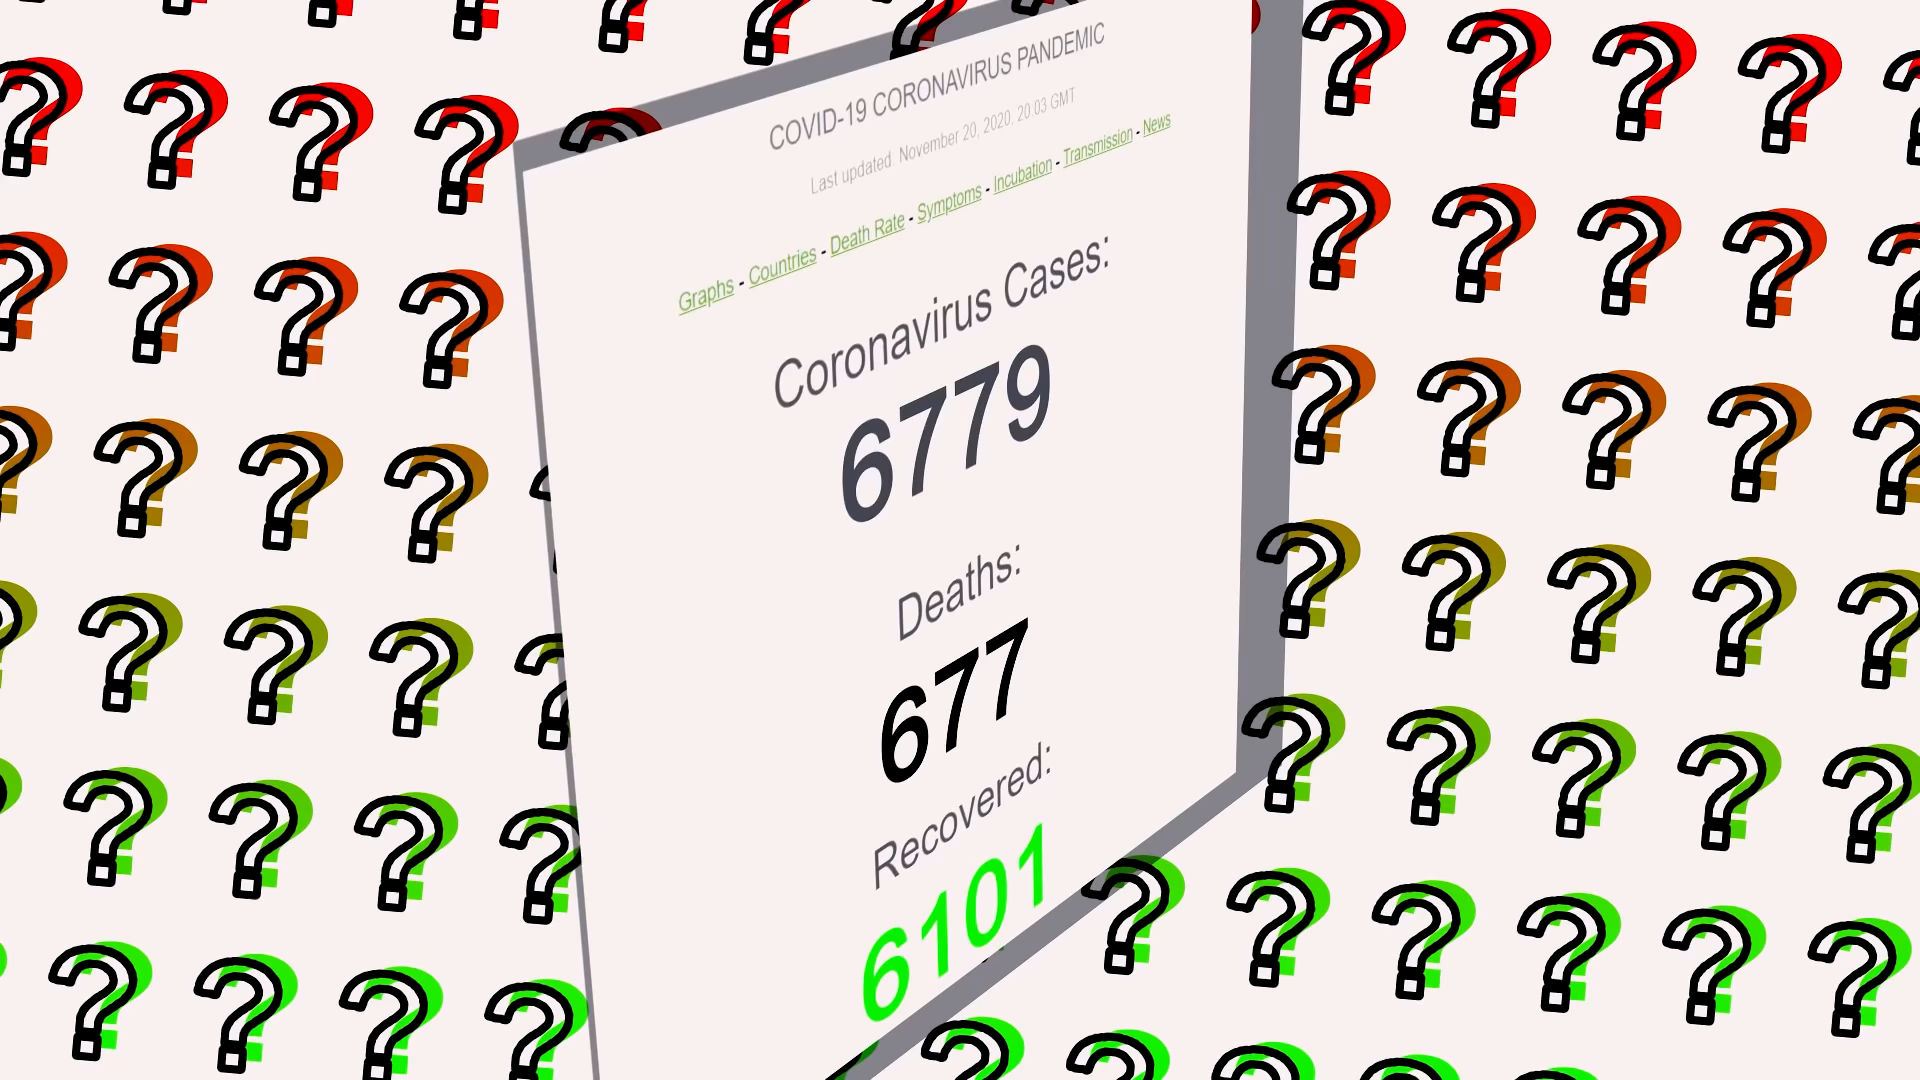 COVID-19 CORONAVIRUS PANDEMIC
Last updated: November 20, 2020, 20:03 GMT
Graphs - Countries - Death Rate - Symptoms - Incubation - Transmission - News
Coronavirus Cases:
6779
Deaths:
677
Recovered:
6101